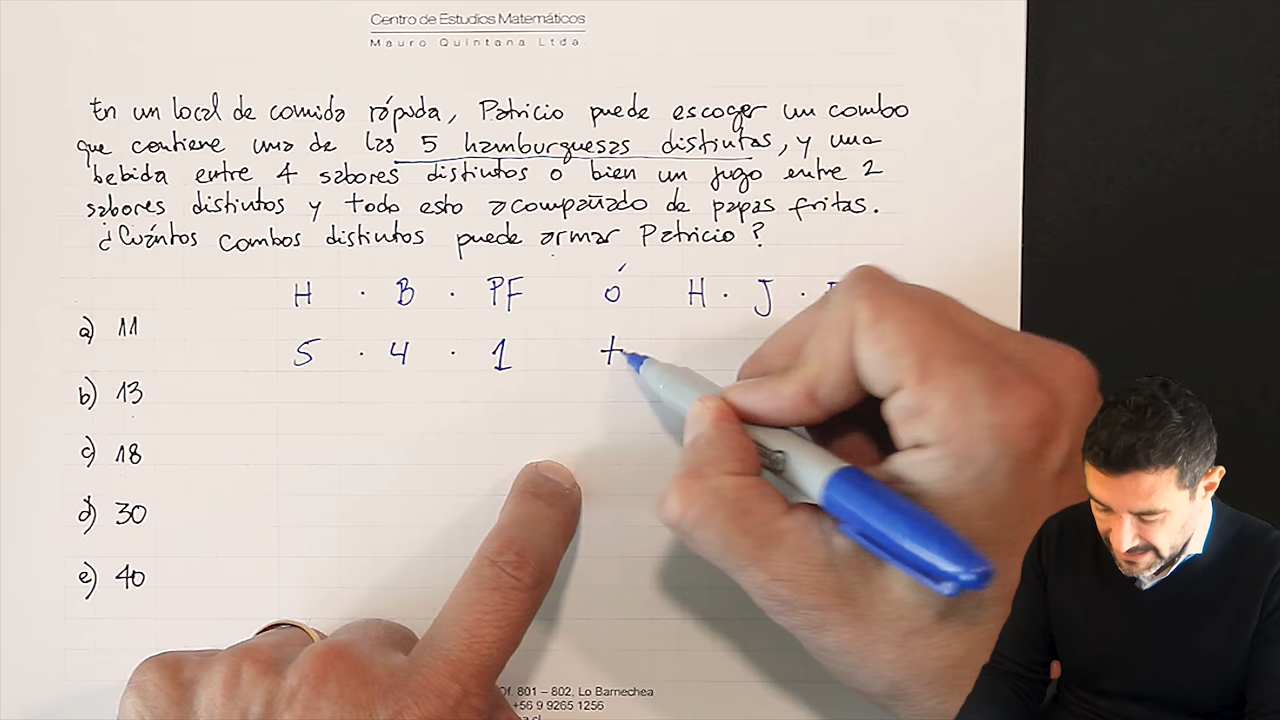 Centro de Estudios Matemáticos
Mauro Quintana Ltda.
En un local de comida rápida, Patricio puede escoger un combo
que contiene una de las 5 hamburguesas distintas, y una
bebida entre 4 sabores distintos o bien un jugo entre 2
sabores distintos y todo esto acompañado de papas fritas.
¿Cuántos combos distintos puede armar Patricio?
H · B · PF ó H · J ·
5 · 4 · 1 +
a) 11
b) 13
c) 18
d) 30
e) 40
Of. 801 – 802, Lo Barnechea
+56 9 9265 1256